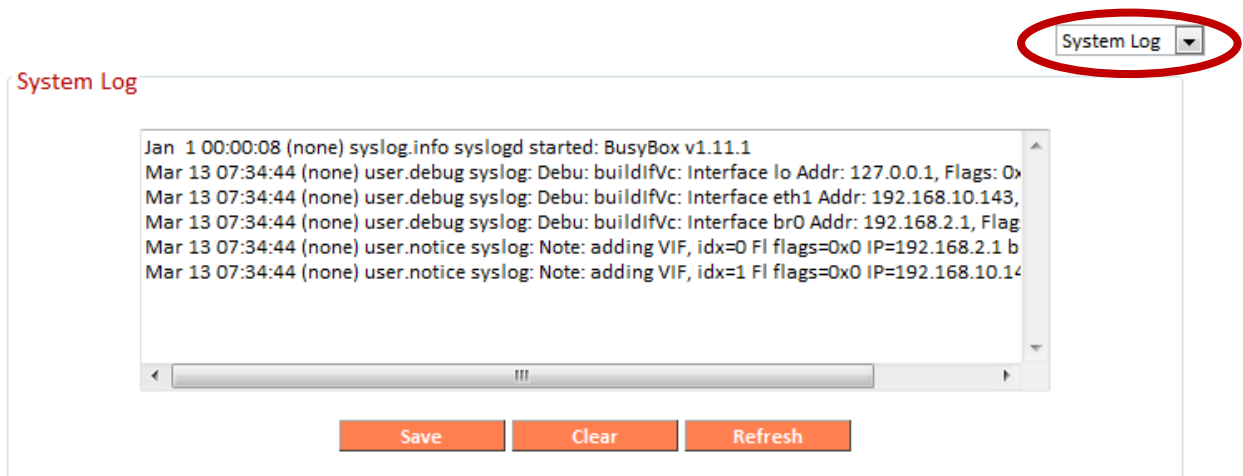 System Log
System Log
Jan  1 00:00:08 (none) syslog.info syslogd started: BusyBox v1.11.1
Mar 13 07:34:44 (none) user.debug syslog: Debu: buildIfVc: Interface lo Addr: 127.0.0.1, Flags: 0x
Mar 13 07:34:44 (none) user.debug syslog: Debu: buildIfVc: Interface eth1 Addr: 192.168.10.143,
Mar 13 07:34:44 (none) user.debug syslog: Debu: buildIfVc: Interface br0 Addr: 192.168.2.1, Flag
Mar 13 07:34:44 (none) user.notice syslog: Note: adding VIF, idx=0 Fl flags=0x0 IP=192.168.2.1 b
Mar 13 07:34:44 (none) user.notice syslog: Note: adding VIF, idx=1 Fl flags=0x0 IP=192.168.10.14
Save Clear Refresh